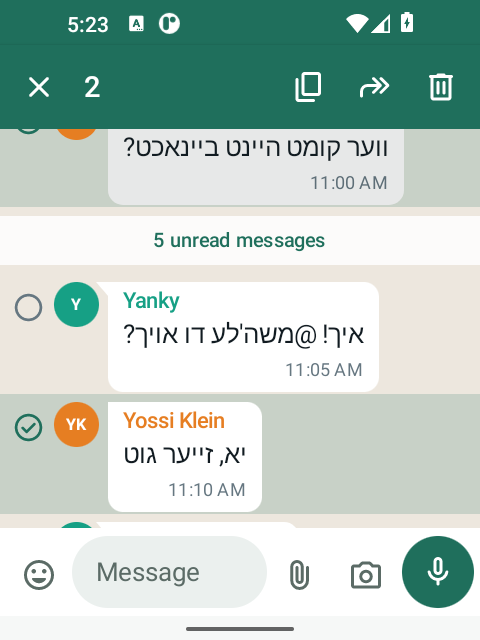 5:23
2
ווער קומט היינט ביינאכט?
11:00 AM
5 unread messages
Y
Yanky
איך! @משה'לע דו אויך?
11:05 AM
YK
Yossi Klein
יא, זייער גוט
11:10 AM
Message